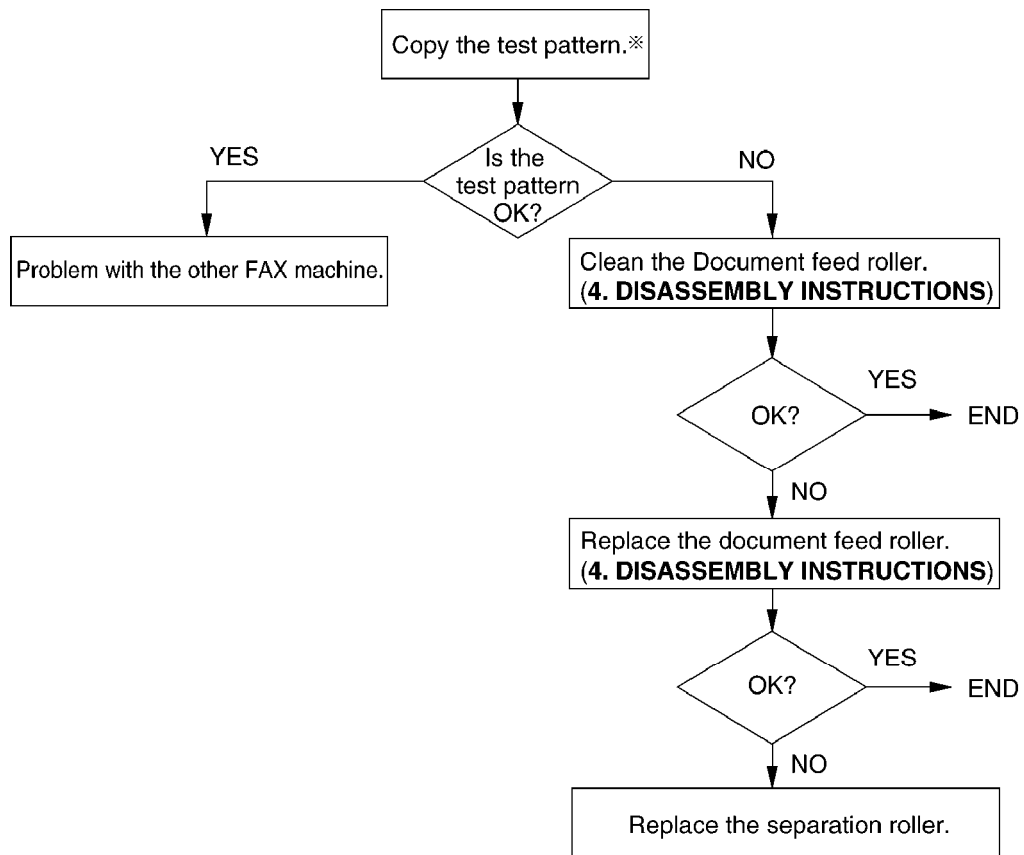 Copy the test pattern.※
YES
Is the
test pattern
OK?
NO
Problem with the other FAX machine.
Clean the Document feed roller.
(4. DISASSEMBLY INSTRUCTIONS)
OK?
YES
END
NO
Replace the document feed roller.
(4. DISASSEMBLY INSTRUCTIONS)
OK?
YES
END
NO
Replace the separation roller.